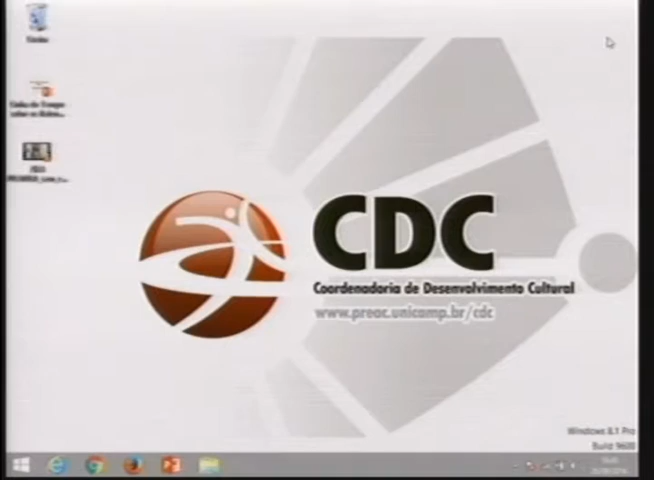 CDC
Coordenadoria de Desenvolvimento Cultural
www.preac.unicamp.br/cdc
Windows 8.1 Pro
Build 9600